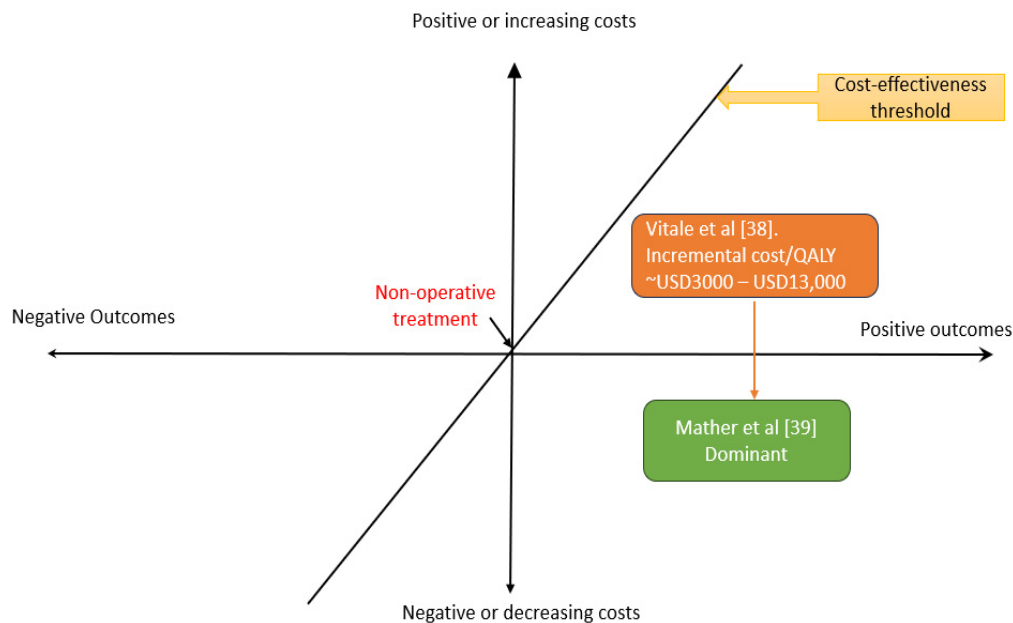 Positive or increasing costs
Cost-effectiveness
threshold
Vitale et al [38].
Incremental cost/QALY
~USD3000 – USD13,000
Non-operative
treatment
Negative Outcomes
Positive outcomes
Mather et al [39]
Dominant
Negative or decreasing costs